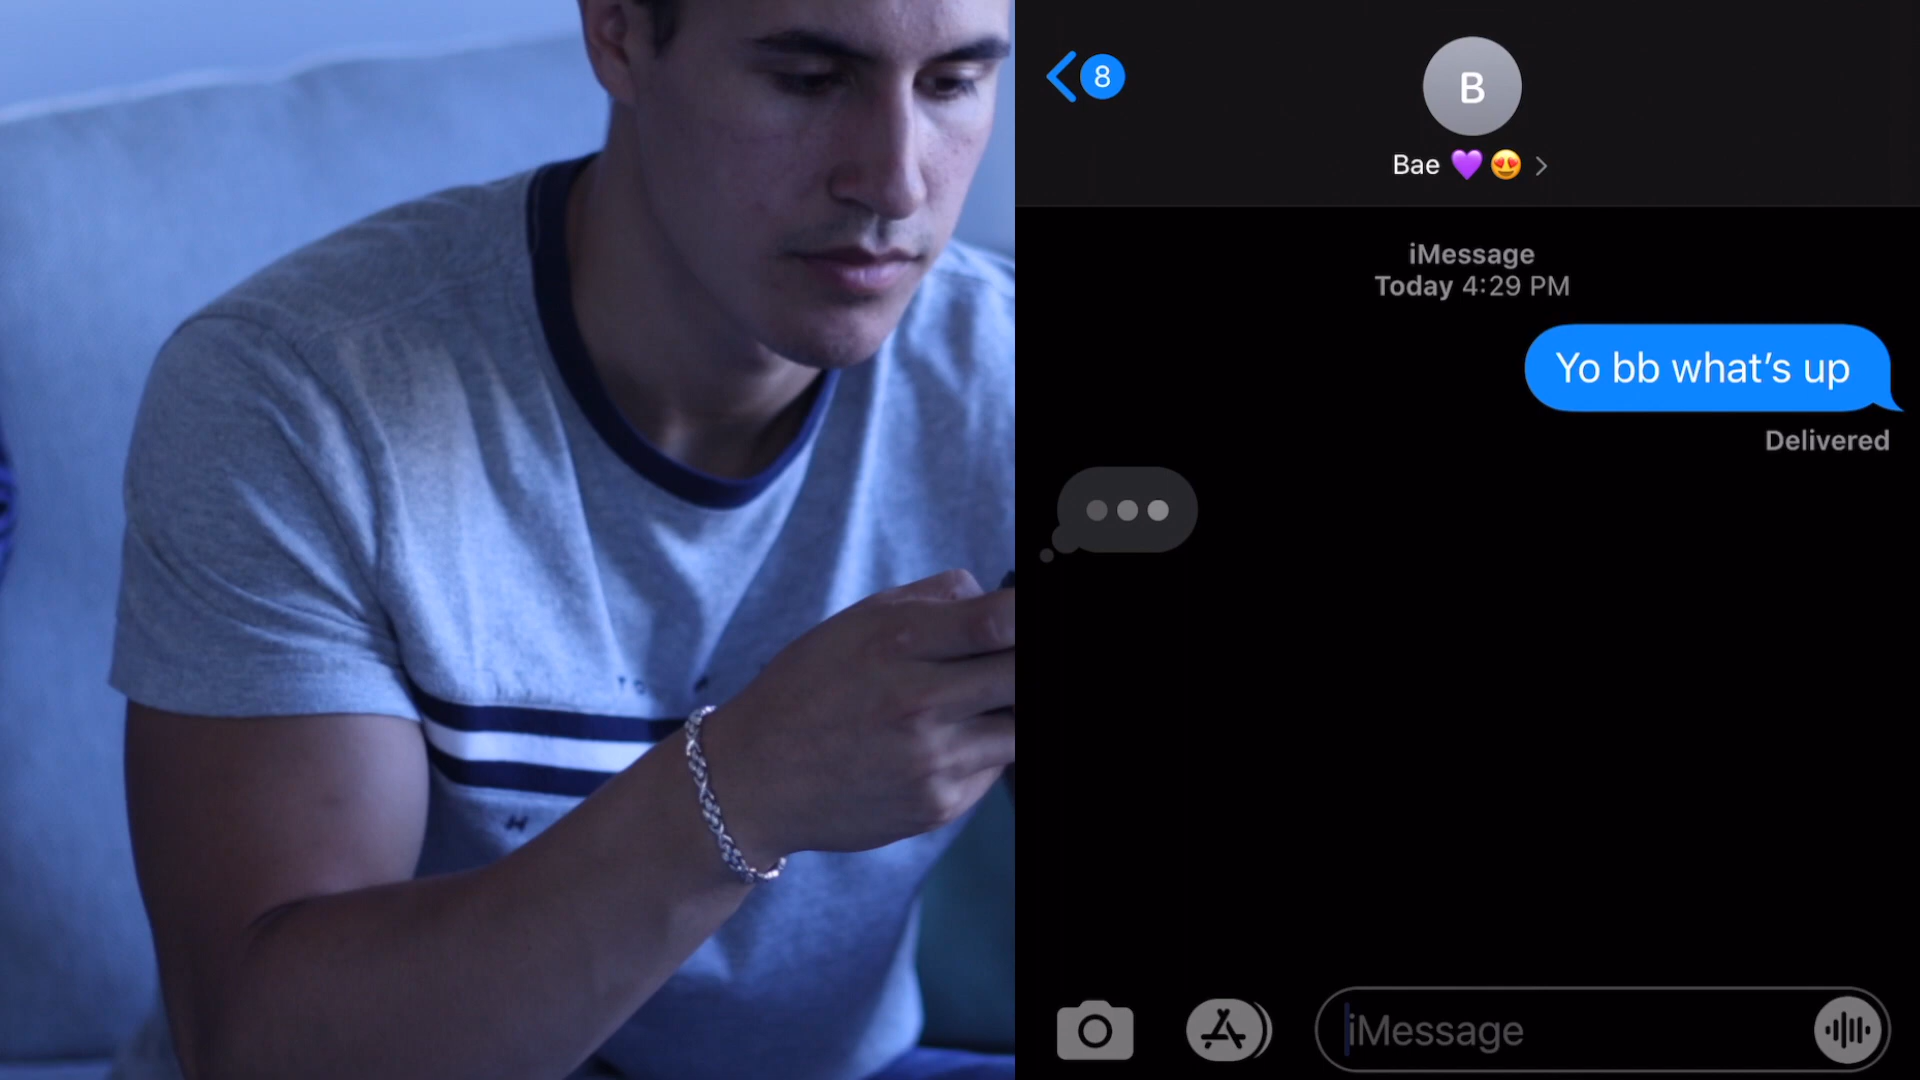 8
B
Bae 💜😍
iMessage
Today 4:29 PM
Yo bb what's up
Delivered
iMessage